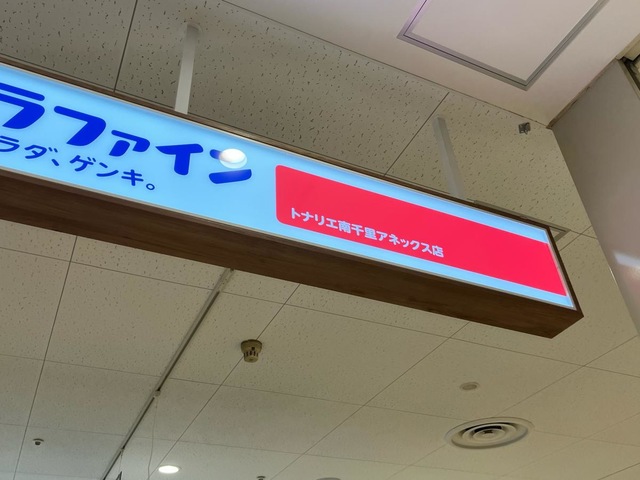 ラファイン
ラダ、ゲンキ。
トナリエ南千里アネックス店